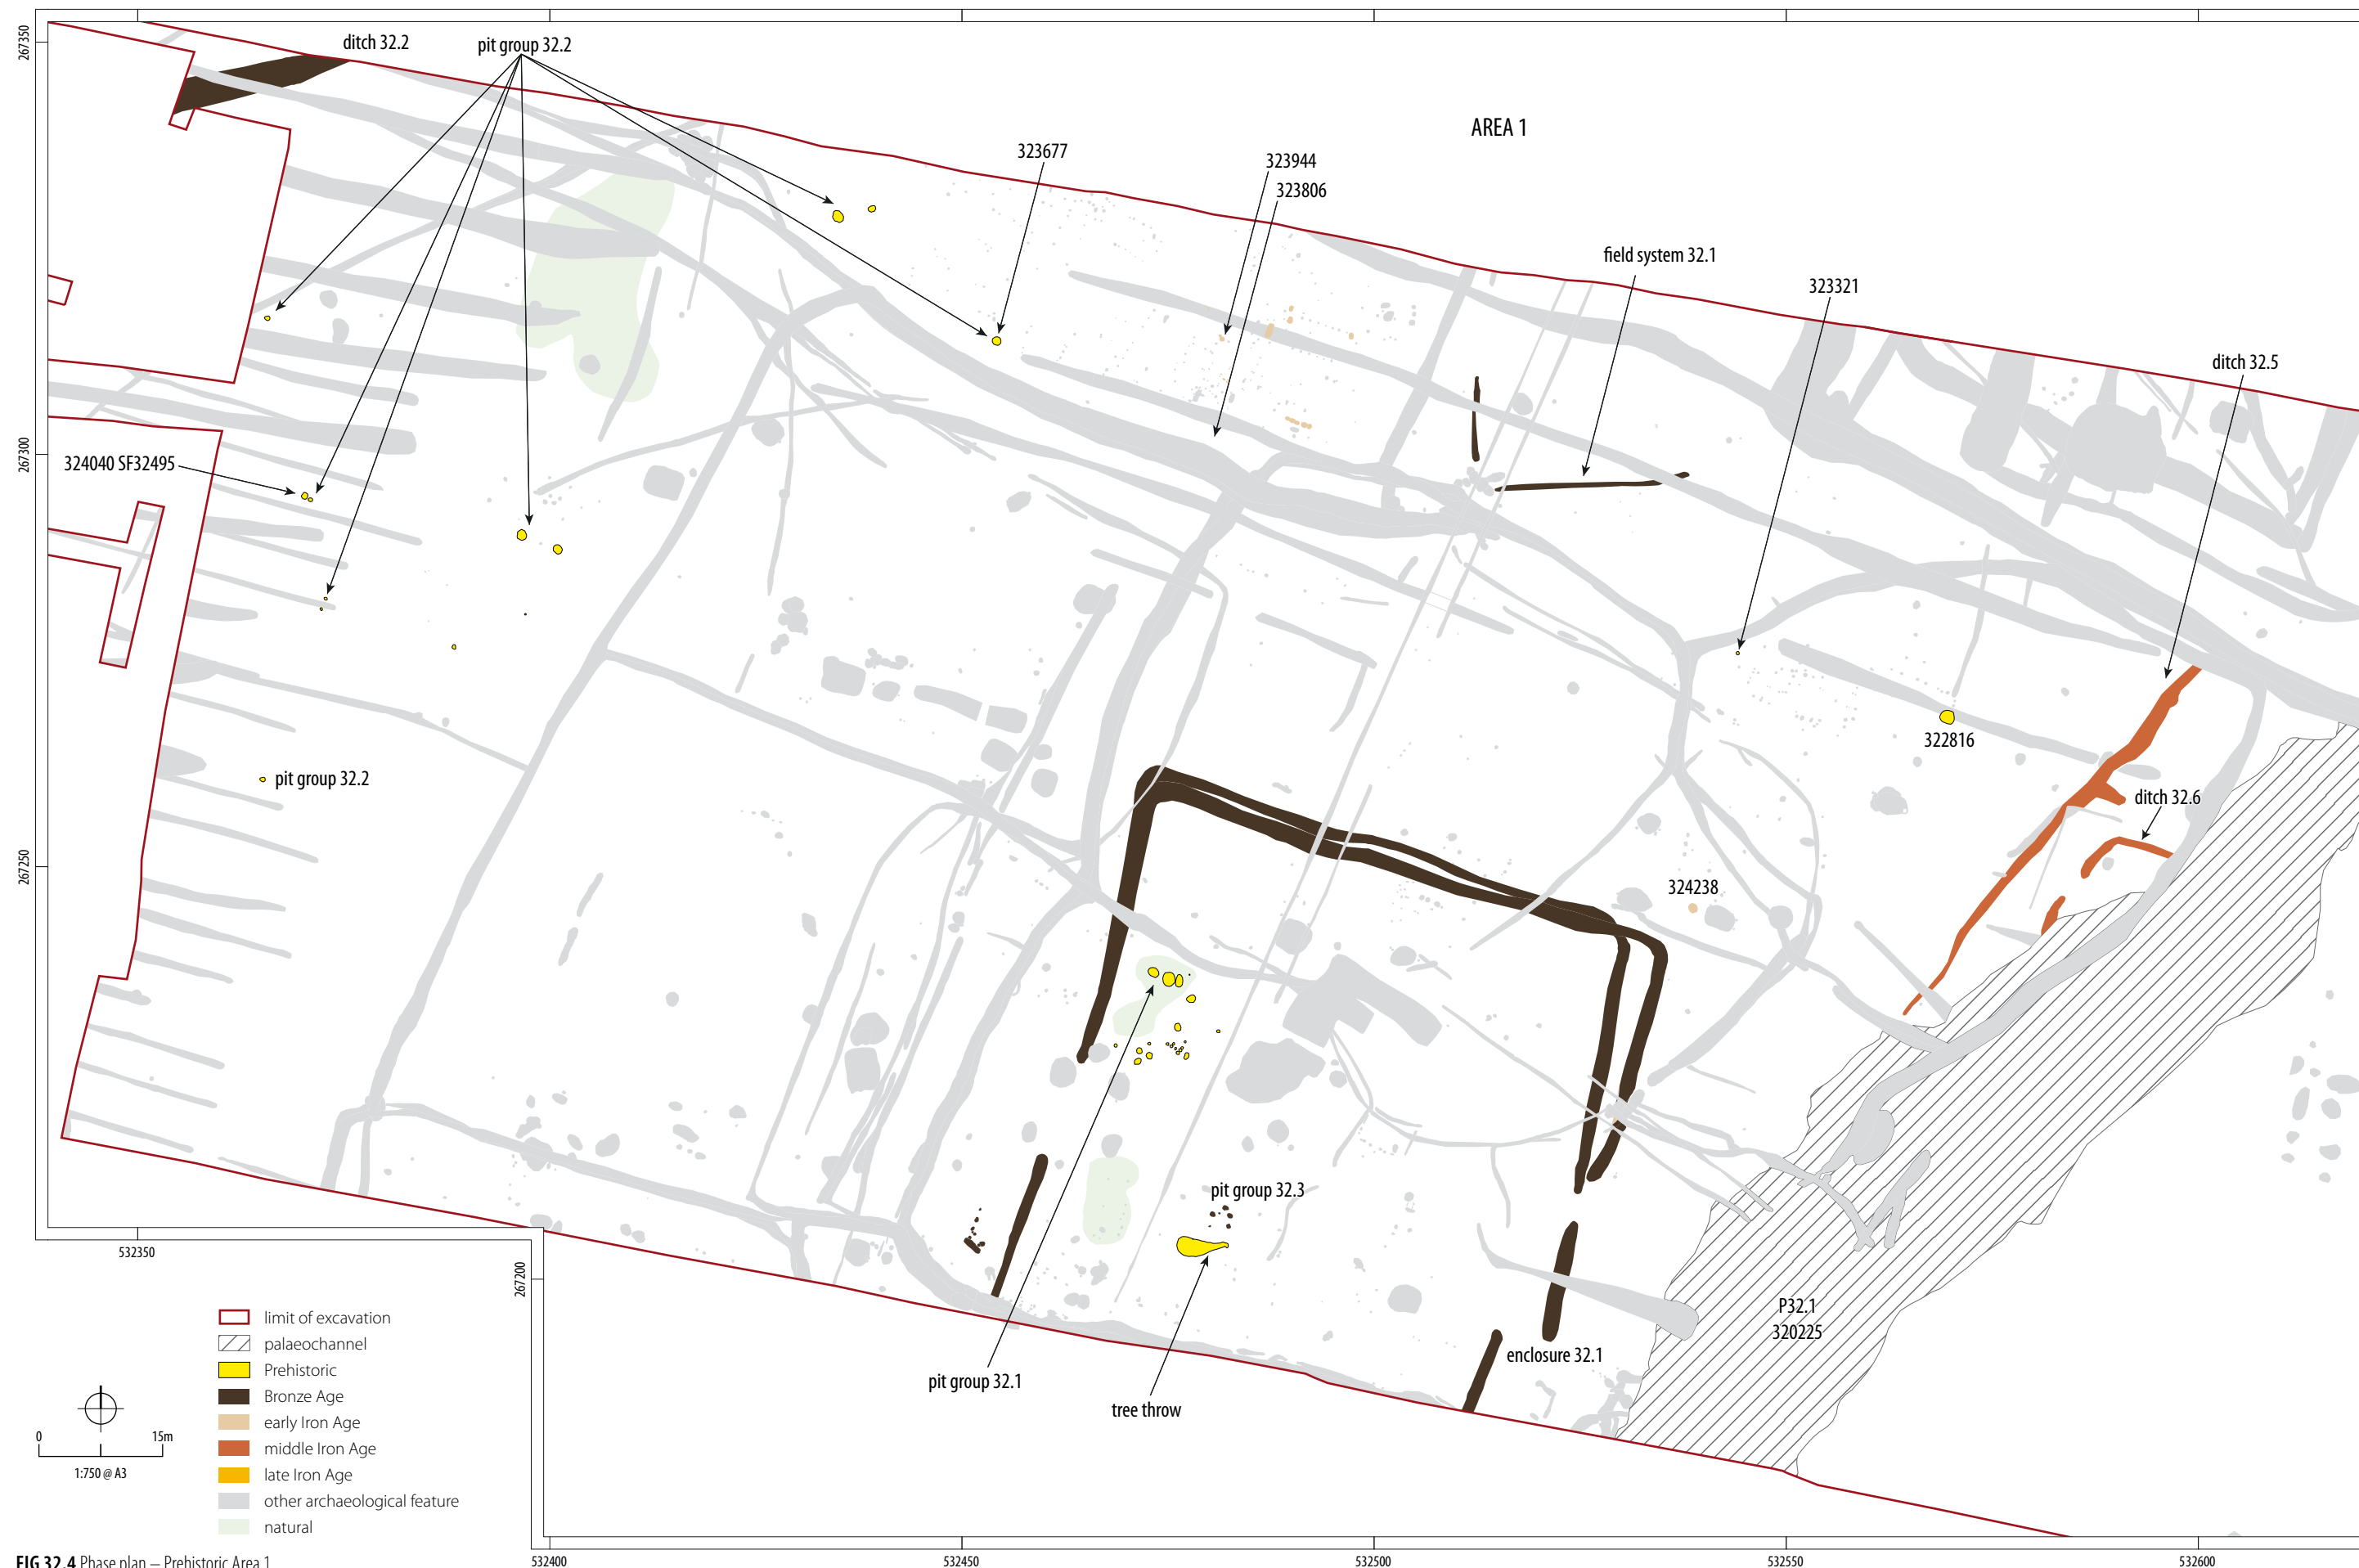 267350
ditch 32.2
pit group 32.2
AREA 1
323677
323944
323806
field system 32.1
323321
ditch 32.5
267300
324040 SF32495
322816
pit group 32.2
ditch 32.6
267250
324238
pit group 32.3
532350
267200
P32.1
320225
enclosure 32.1
pit group 32.1
tree throw
limit of excavation
palaeochannel
Prehistoric
Bronze Age
early Iron Age
middle Iron Age
late Iron Age
other archaeological feature
natural
0 15m
1:750 @ A3
FIG 32.4 Phase plan – Prehistoric Area 1
532400
532450
532500
532550
532600